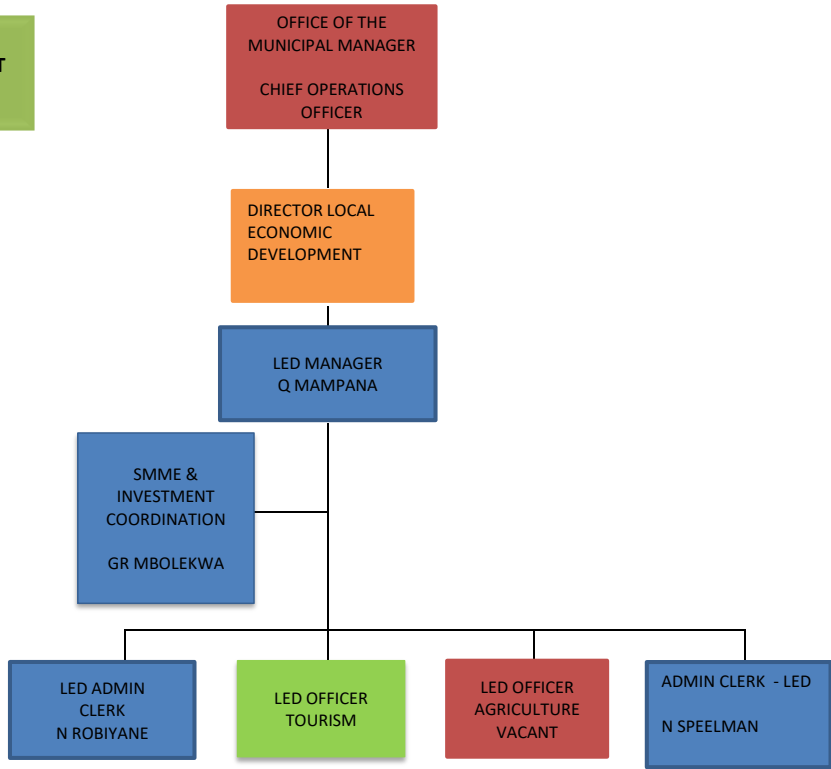 T
OFFICE OF THE
MUNICIPAL MANAGER
CHIEF OPERATIONS
OFFICER
DIRECTOR LOCAL
ECONOMIC
DEVELOPMENT
LED MANAGER
Q MAMPANA
SMME &
INVESTMENT
COORDINATION
GR MBOLEKWA
LED ADMIN
CLERK
N ROBIYANE
LED OFFICER
TOURISM
LED OFFICER
AGRICULTURE
VACANT
ADMIN CLERK - LED
N SPEELMAN